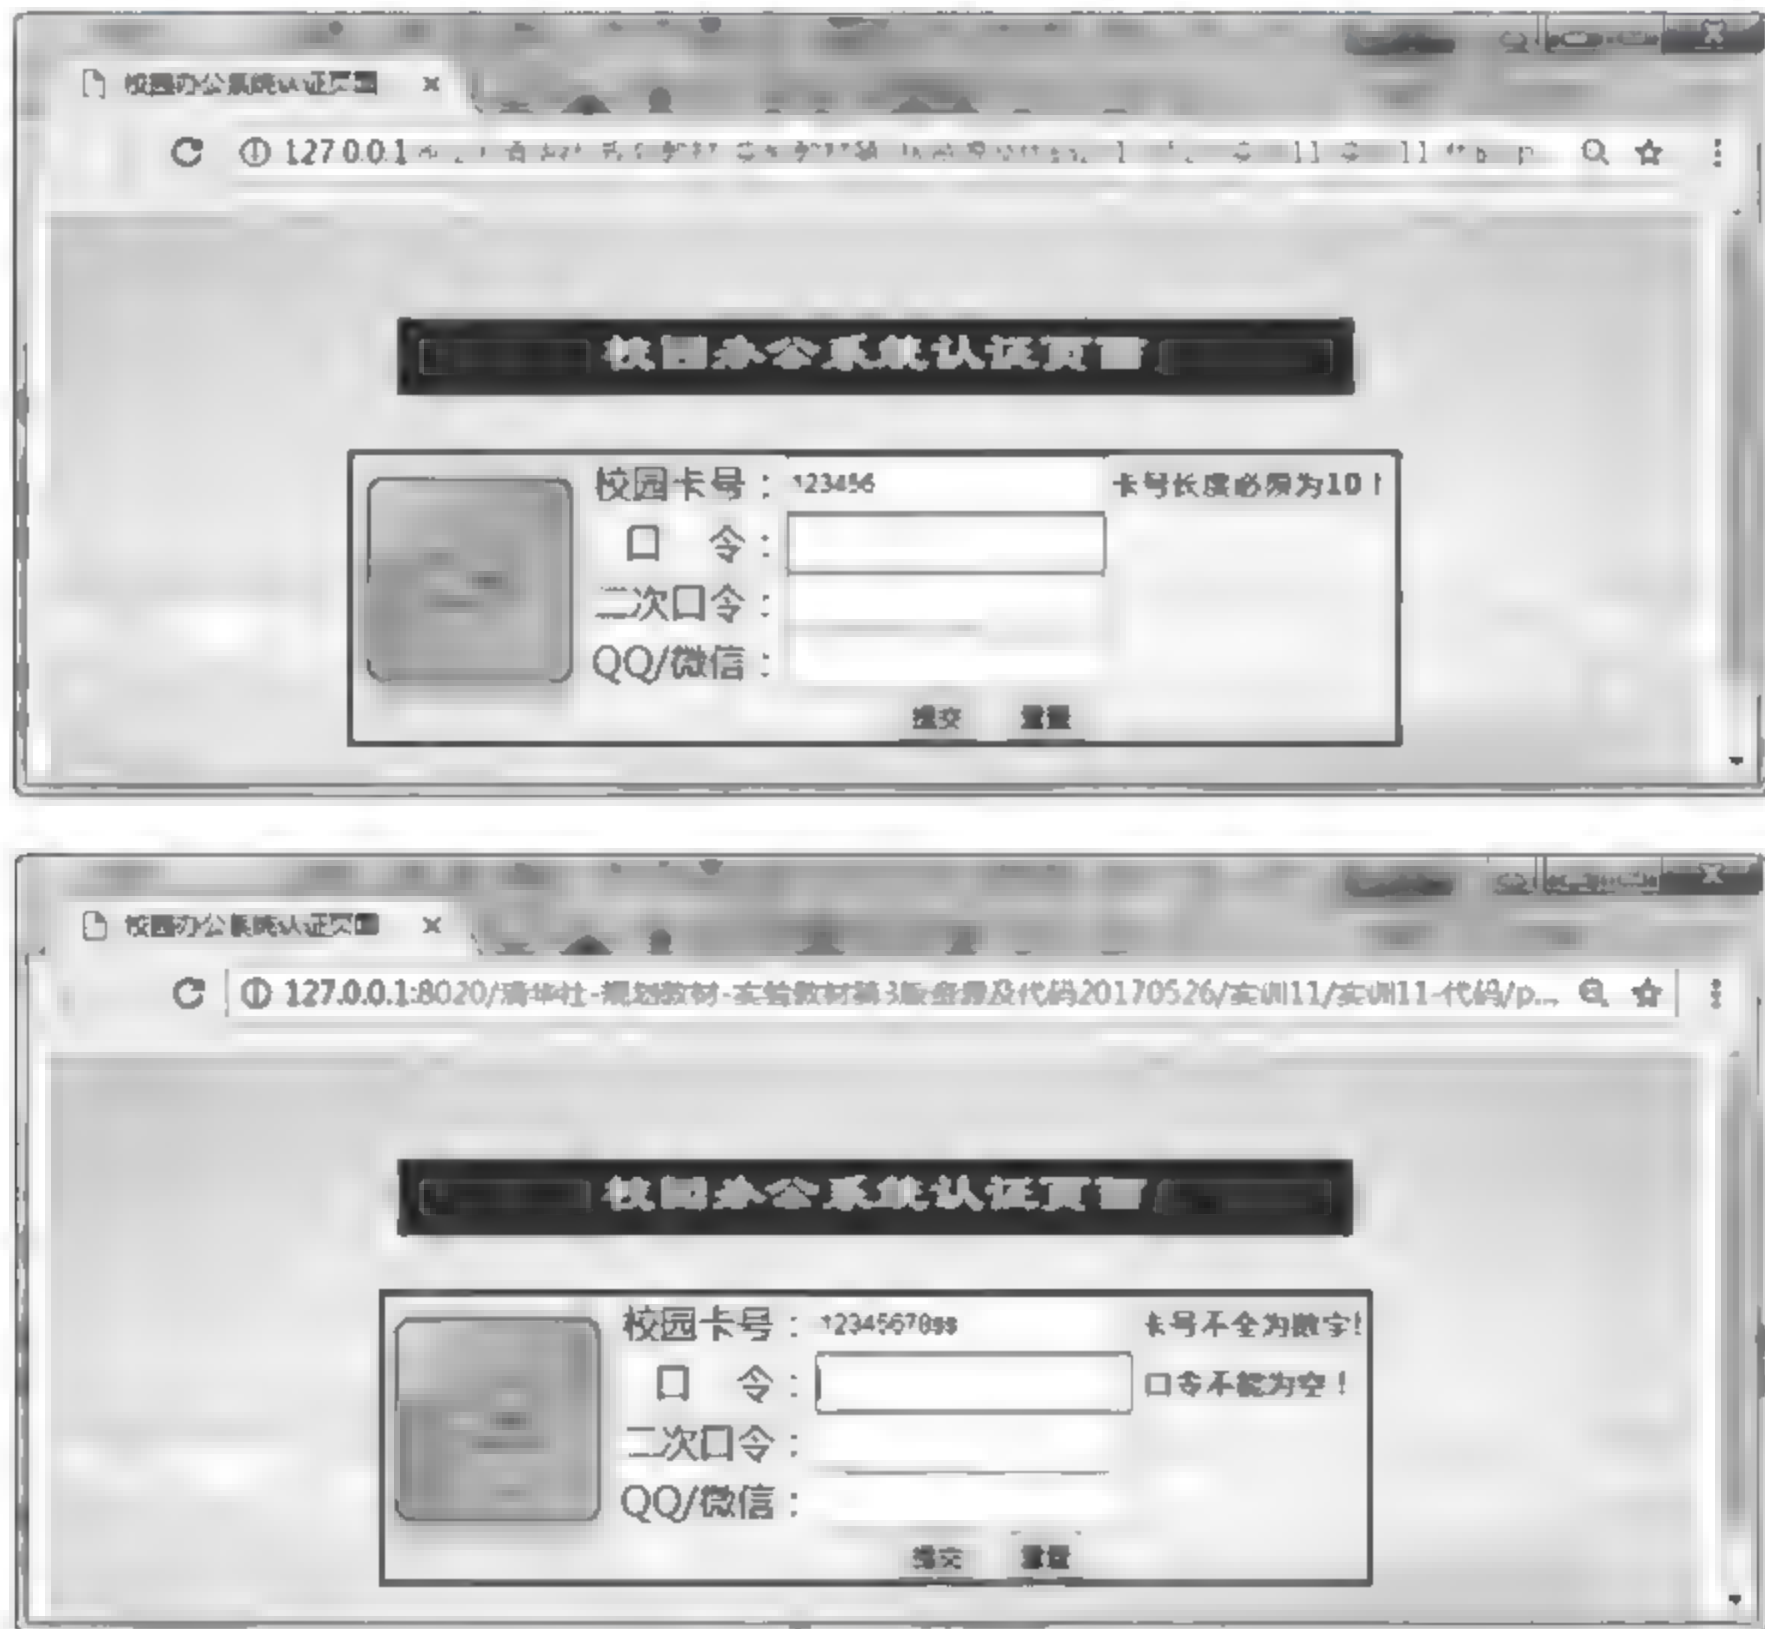 校园办公系统认证页面
127.0.0.1
校园办公系统认证页面
校园卡号： 123456 卡号长度必须为10！
口 令：
二次口令：
QQ/微信：
提交 重置
校园办公系统认证页面
127.0.0.1:8020/清华社-规划教材-实验教材第3版 及代码20170526/实训11/实训11-代码/p...
校园办公系统认证页面
校园卡号： 12345678ss 卡号不全为数字!
口 令： 口令不能为空！
二次口令：
QQ/微信：
提交 重置